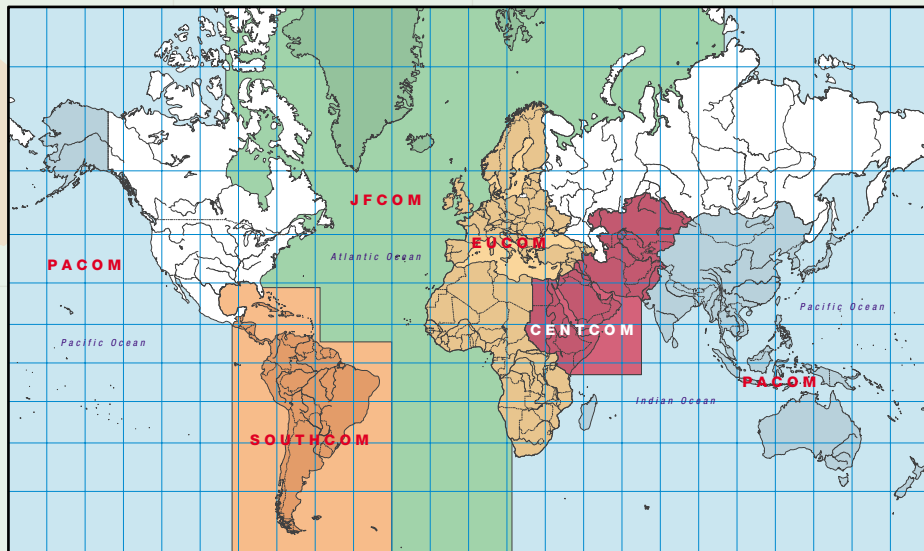 JFCOM
EUCOM
Atlantic Ocean
PACOM
Pacific Ocean
CENTCOM
Pacific Ocean
PACOM
Indian Ocean
SOUTHCOM